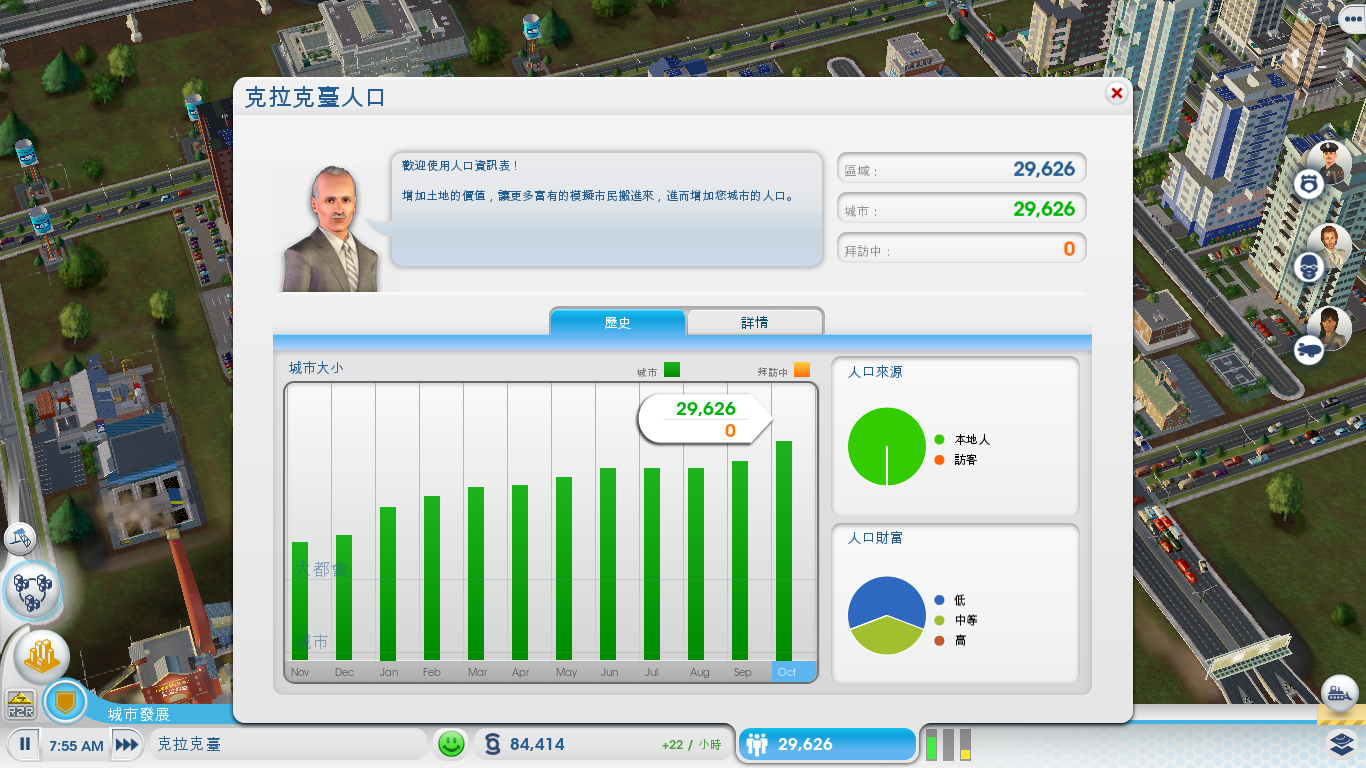 克拉克臺人口
歡迎使用人口資訊表！
增加土地的價值，讓更多富有的模擬市民搬進來，進而增加您城市的人口。
區域： 29,626
城市： 29,626
拜訪中： 0
歷史 詳情
城市大小 城市 拜訪中
29,626
0
大都會
城市
Nov Dec Jan Feb Mar Apr May Jun Jul Aug Sep Oct
人口來源
本地人
訪客
人口財富
低
中等
高
R2R
城市發展
7:55 AM 克拉克臺 84,414 +22 / 小時 29,626